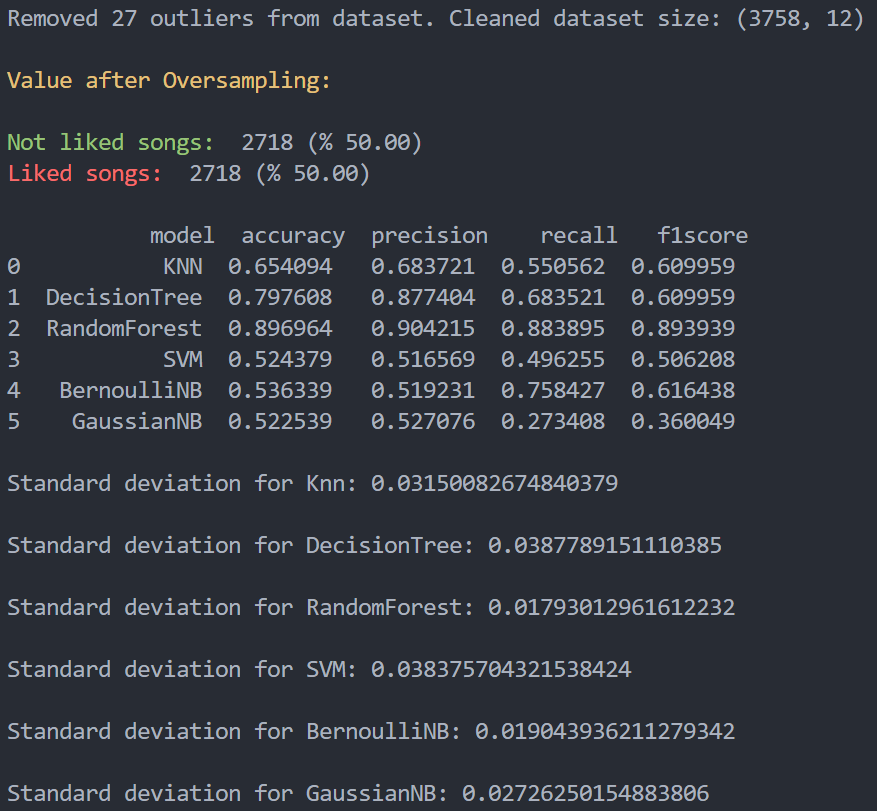 Removed 27 outliers from dataset. Cleaned dataset size: (3758, 12)
Value after Oversampling:
Not liked songs:  2718 (% 50.00)
Liked songs:  2718 (% 50.00)
model  accuracy  precision    recall   f1score
0           KNN  0.654094   0.683721  0.550562  0.609959
1  DecisionTree  0.797608   0.877404  0.683521  0.609959
2  RandomForest  0.896964   0.904215  0.883895  0.893939
3           SVM  0.524379   0.516569  0.496255  0.506208
4   BernoulliNB  0.536339   0.519231  0.758427  0.616438
5    GaussianNB  0.522539   0.527076  0.273408  0.360049
Standard deviation for Knn: 0.03150082674840379
Standard deviation for DecisionTree: 0.0387789151110385
Standard deviation for RandomForest: 0.01793012961612232
Standard deviation for SVM: 0.038375704321538424
Standard deviation for BernoulliNB: 0.019043936211279342
Standard deviation for GaussianNB: 0.02726250154883806